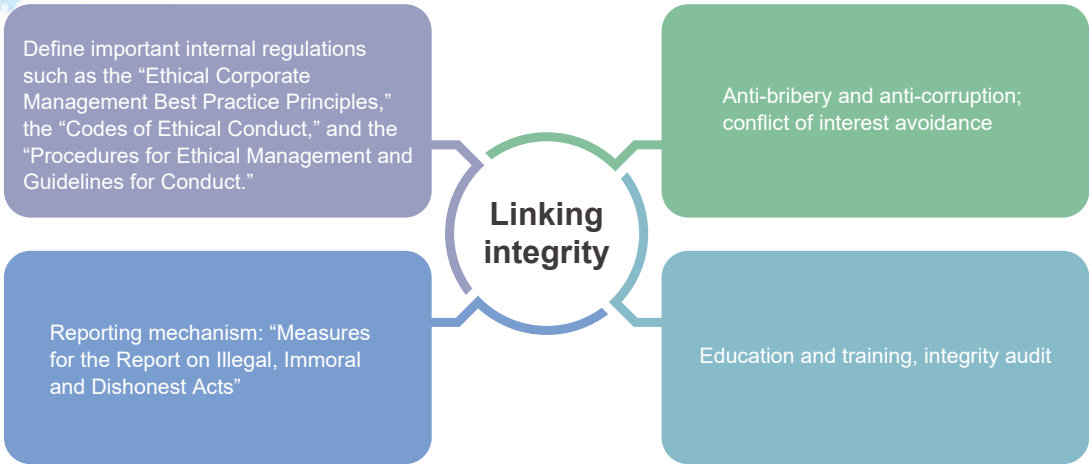 Define important internal regulations
such as the “Ethical Corporate
Management Best Practice Principles,”
the “Codes of Ethical Conduct,” and the
“Procedures for Ethical Management and
Guidelines for Conduct.”
Anti-bribery and anti-corruption;
conflict of interest avoidance
Linking
integrity
Reporting mechanism: “Measures
for the Report on Illegal, Immoral
and Dishonest Acts”
Education and training, integrity audit